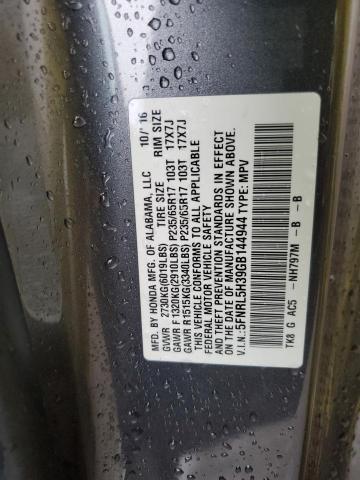 MFD. BY HONDA MFG. OF ALABAMA, LLC 10/'16
GVWR 2730KG(6019LBS) TIRE SIZE RIM SIZE
GAWR F 1320KG(2910LBS) P235/65R17 103T 17X7J
GAWR R 1515KG(3340LBS) P235/65R17 103T 17X7J
THIS VEHICLE CONFORMS TO ALL APPLICABLE
FEDERAL MOTOR VEHICLE SAFETY
AND THEFT PREVENTION STANDARDS IN EFFECT
ON THE DATE OF MANUFACTURE SHOWN ABOVE.
V.I.N.: 5FNRL5H39GB144944 TYPE: MPV
TK8 G AC5 - NH797M - B - B